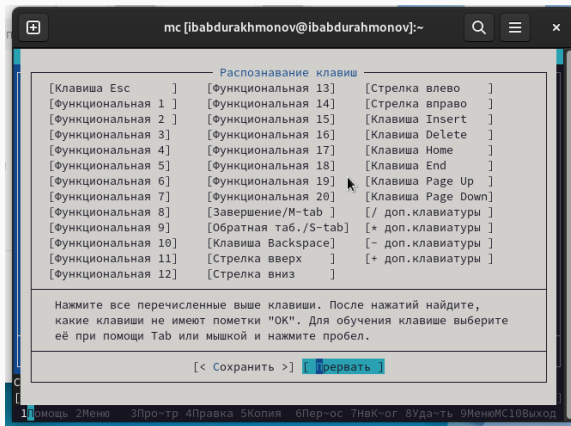 mc [ibabdurakhmonov@ibabdurahmonov]:~
Распознавание клавиш
[Клавиша Esc ] [Функциональная 13] [Стрелка влево ]
[Функциональная 1 ] [Функциональная 14] [Стрелка вправо ]
[Функциональная 2 ] [Функциональная 15] [Клавиша Insert ]
[Функциональная 3] [Функциональная 16] [Клавиша Delete ]
[Функциональная 4] [Функциональная 17] [Клавиша Home ]
[Функциональная 5] [Функциональная 18] [Клавиша End ]
[Функциональная 6] [Функциональная 19] [Клавиша Page Up ]
[Функциональная 7] [Функциональная 20] [Клавиша Page Down]
[Функциональная 8] [Завершение/M-tab ] [/ доп.клавиатуры ]
[Функциональная 9] [Обратная таб./S-tab] [* доп.клавиатуры ]
[Функциональная 10] [Клавиша Backspace] [- доп.клавиатуры ]
[Функциональная 11] [Стрелка вверх ] [+ доп.клавиатуры ]
[Функциональная 12] [Стрелка вниз ]
Нажмите все перечисленные выше клавиши. После нажатий найдите,
какие клавиши не имеют пометки "OK". Для обучения клавише выберите
её при помощи Tab или мышкой и нажмите пробел.
[< Сохранить >] [ Прервать ]
1Помощь 2Меню 3Про~тр 4Правка 5Копия 6Пер~ос 7НвК~ог 8Уда~ть 9МенюМС10Выход